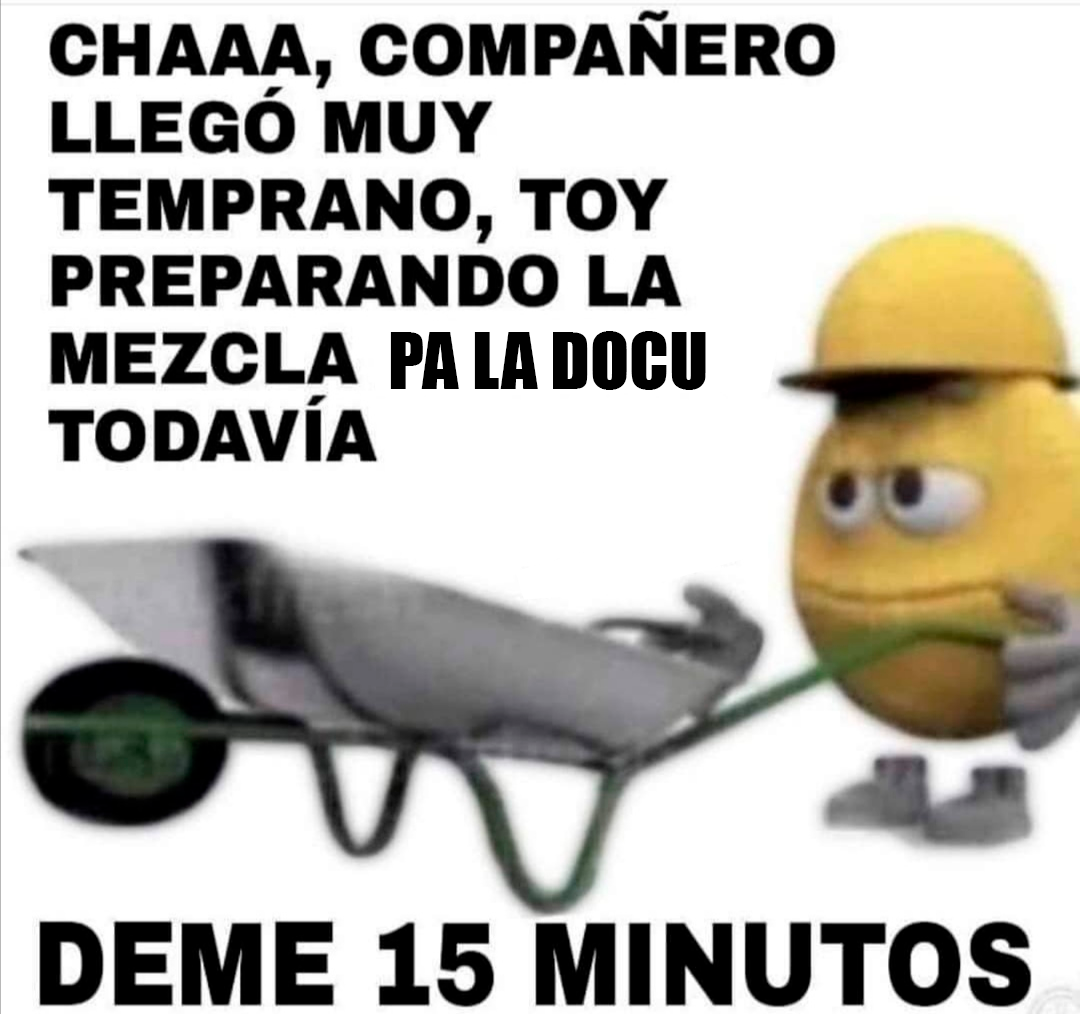 CHAAA, COMPAÑERO
LLEGÓ MUY
TEMPRANO, TOY
PREPARANDO LA
MEZCLA PA LA DOCU
TODAVÍA
DEME 15 MINUTOS